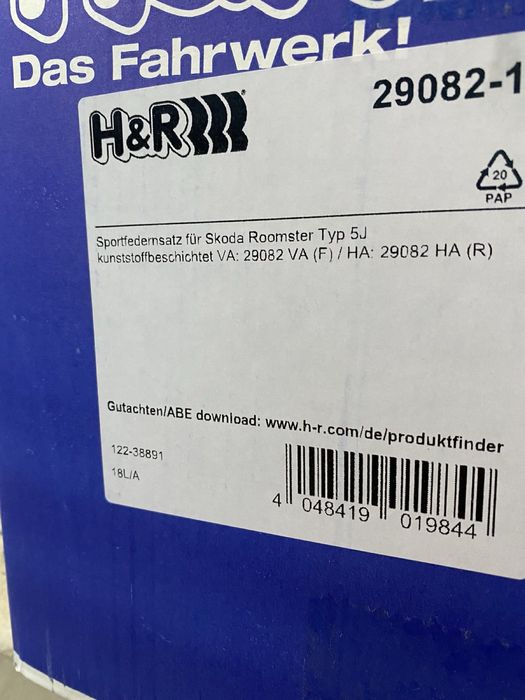 Das Fahrwerk!
29082-1
H&R
20
PAP
Sportfedernsatz für Skoda Roomster Typ 5J
kunststoffbeschichtet VA: 29082 VA (F) / HA: 29082 HA (R)
Gutachten/ABE download: www.h-r.com/de/produktfinder
122-38891
18L/A
4 048419 019844